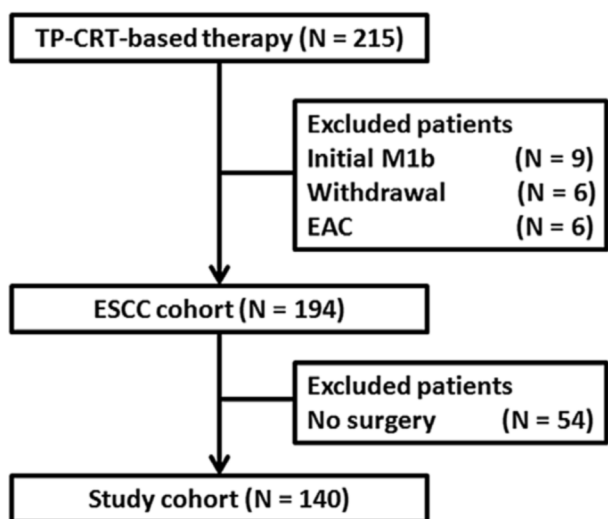 TP-CRT-based therapy (N = 215)
Excluded patients
Initial M1b (N = 9)
Withdrawal (N = 6)
EAC (N = 6)
ESCC cohort (N = 194)
Excluded patients
No surgery (N = 54)
Study cohort (N = 140)